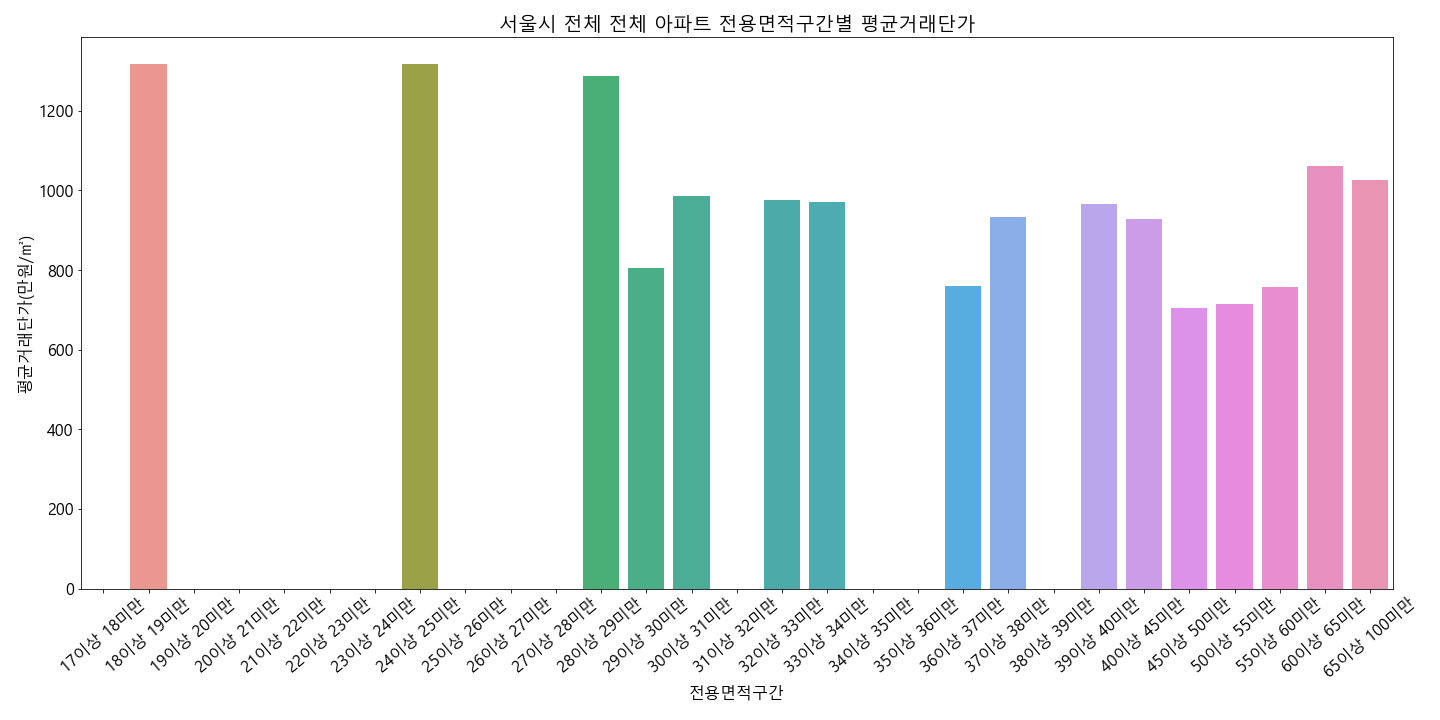 서울시 전체 전체 아파트 전용면적구간별 평균거래단가
평균거래단가(만원/㎡)
1200
1000
800
600
400
200
0
17이상 18미만
18이상 19미만
19이상 20미만
20이상 21미만
21이상 22미만
22이상 23미만
23이상 24미만
24이상 25미만
25이상 26미만
26이상 27미만
27이상 28미만
28이상 29미만
29이상 30미만
30이상 31미만
31이상 32미만
32이상 33미만
33이상 34미만
34이상 35미만
35이상 36미만
36이상 37미만
37이상 38미만
38이상 39미만
39이상 40미만
40이상 45미만
45이상 50미만
50이상 55미만
55이상 60미만
60이상 65미만
65이상 100미만
전용면적구간